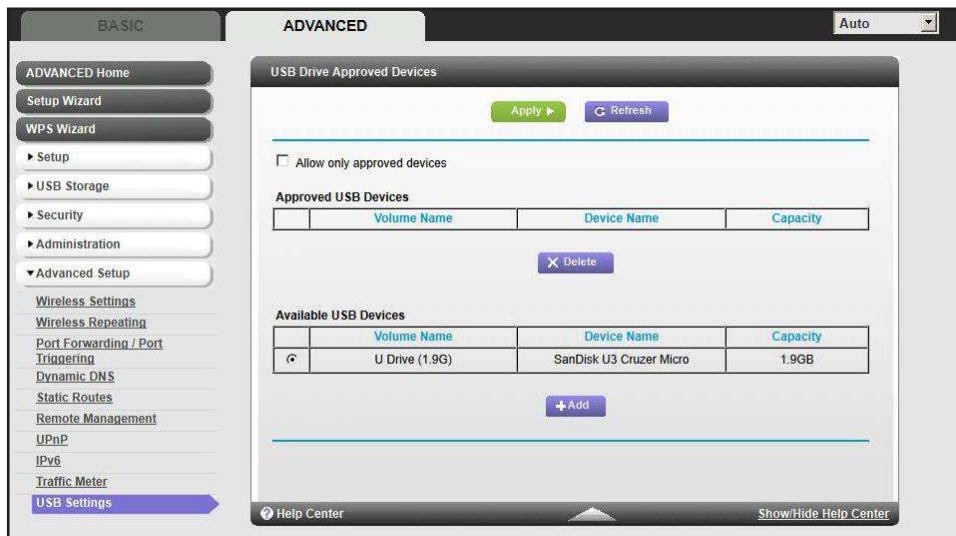 BASIC
ADVANCED
Auto
ADVANCED Home
Setup Wizard
WPS Wizard
Setup
USB Storage
Security
Administration
Advanced Setup
Wireless Settings
Wireless Repeating
Port Forwarding / Port
Triggering
Dynamic DNS
Static Routes
Remote Management
UPnP
IPv6
Traffic Meter
USB Settings
USB Drive Approved Devices
Apply
Refresh
Allow only approved devices
Approved USB Devices
Volume Name Device Name Capacity
Delete
Available USB Devices
Volume Name Device Name Capacity
U Drive (1.9G) SanDisk U3 Cruzer Micro 1.9GB
Add
Help Center Show/Hide Help Center